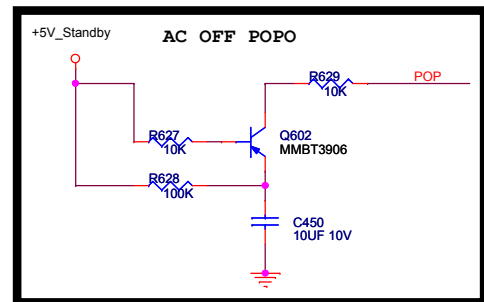 +5V_Standby
AC OFF POPO
R629
10K
POP
R627
10K
Q602
MMBT3906
R628
100K
C450
10UF 10V